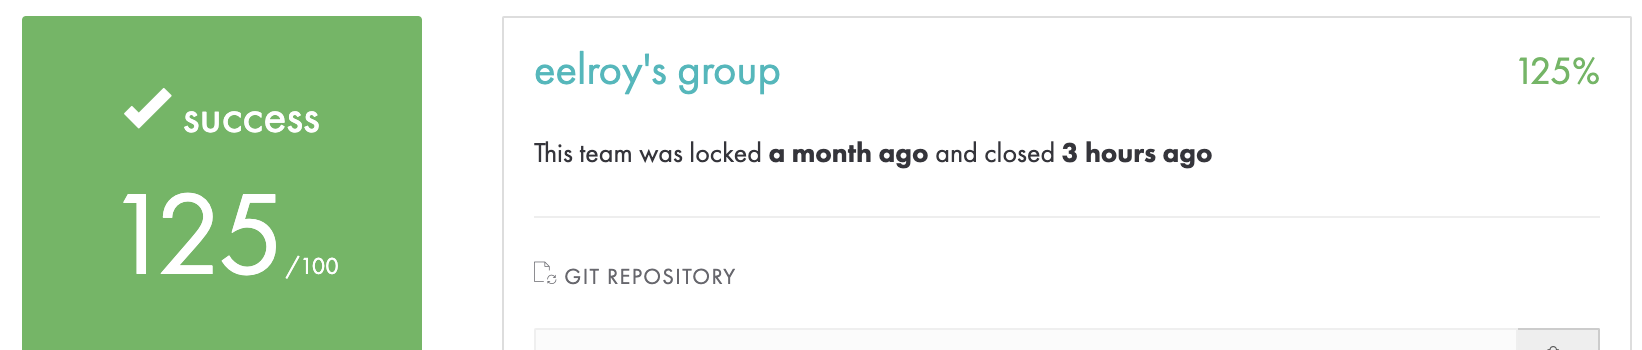 success
125 /100
eelroy's group
125%
This team was locked a month ago and closed 3 hours ago
GIT REPOSITORY